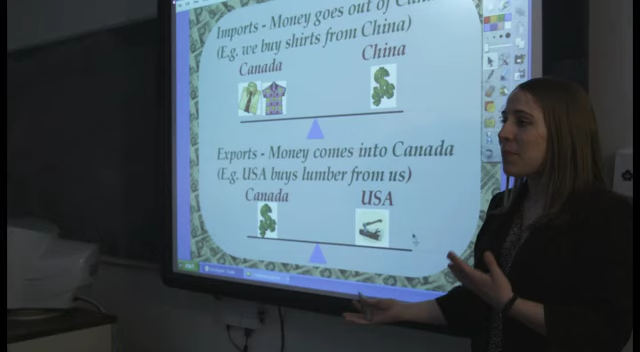 Imports - Money goes out of
(E.g. we buy shirts from China)
Canada China
Exports - Money comes into Canada
(E.g. USA buys lumber from us)
Canada USA